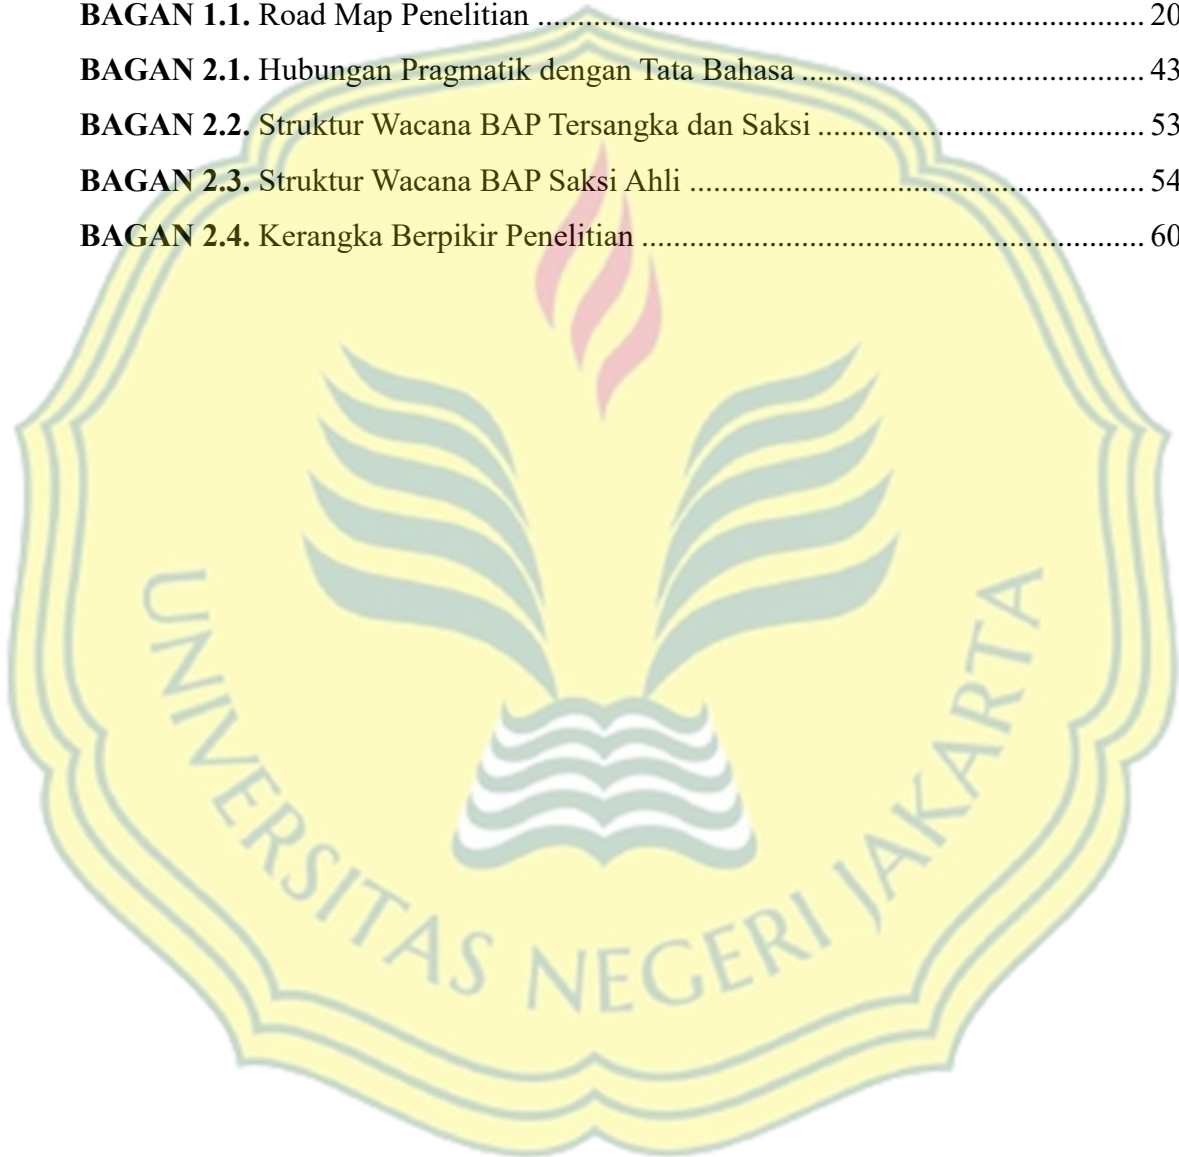 BAGAN 1.1. Road Map Penelitian ........................................................................... 20
BAGAN 2.1. Hubungan Pragmatik dengan Tata Bahasa .......................................... 43
BAGAN 2.2. Struktur Wacana BAP Tersangka dan Saksi ........................................ 53
BAGAN 2.3. Struktur Wacana BAP Saksi Ahli ........................................................ 54
BAGAN 2.4. Kerangka Berpikir Penelitian .............................................................. 60
UNIVERSITAS NEGERI JAKARTA